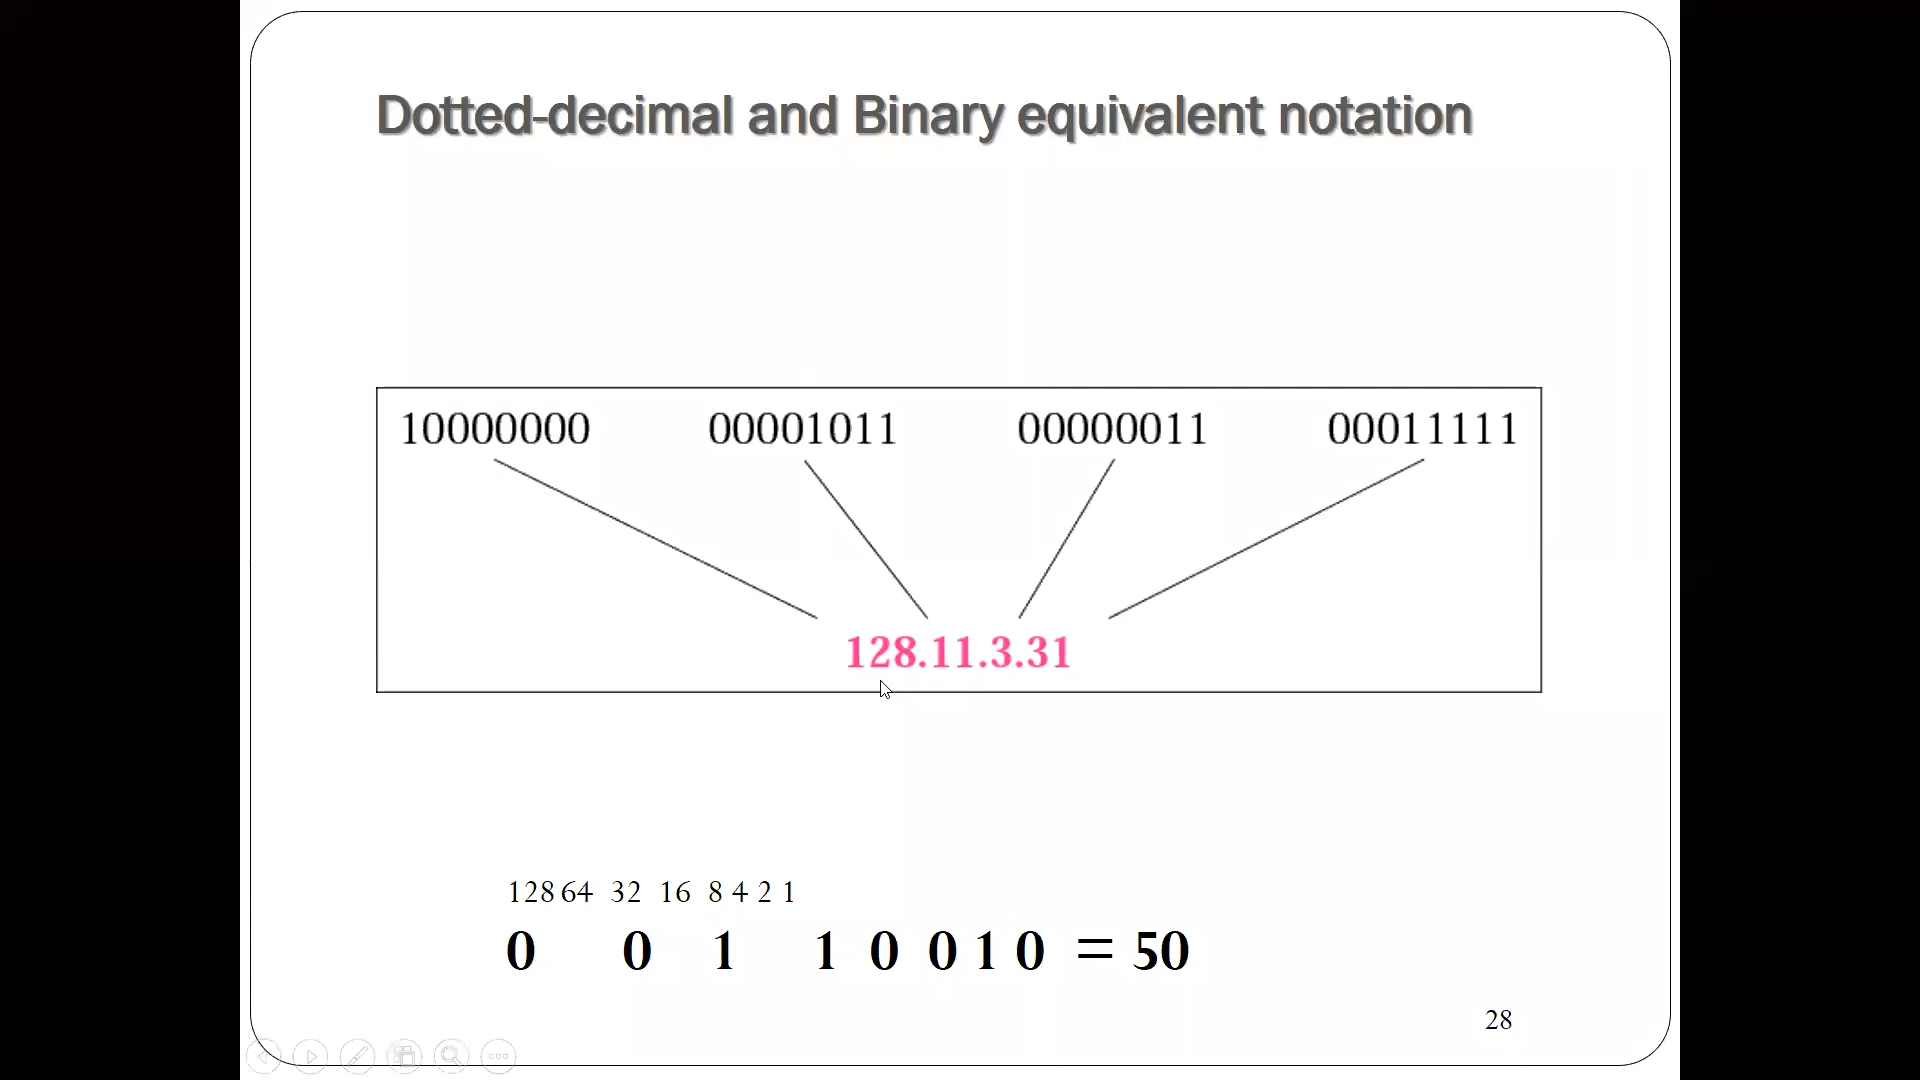 Dotted-decimal and Binary equivalent notation
10000000 00001011 00000011 00011111
128.11.3.31
128 64 32 16 8 4 2 1
0 0 1 1 0 0 1 0 = 50
28